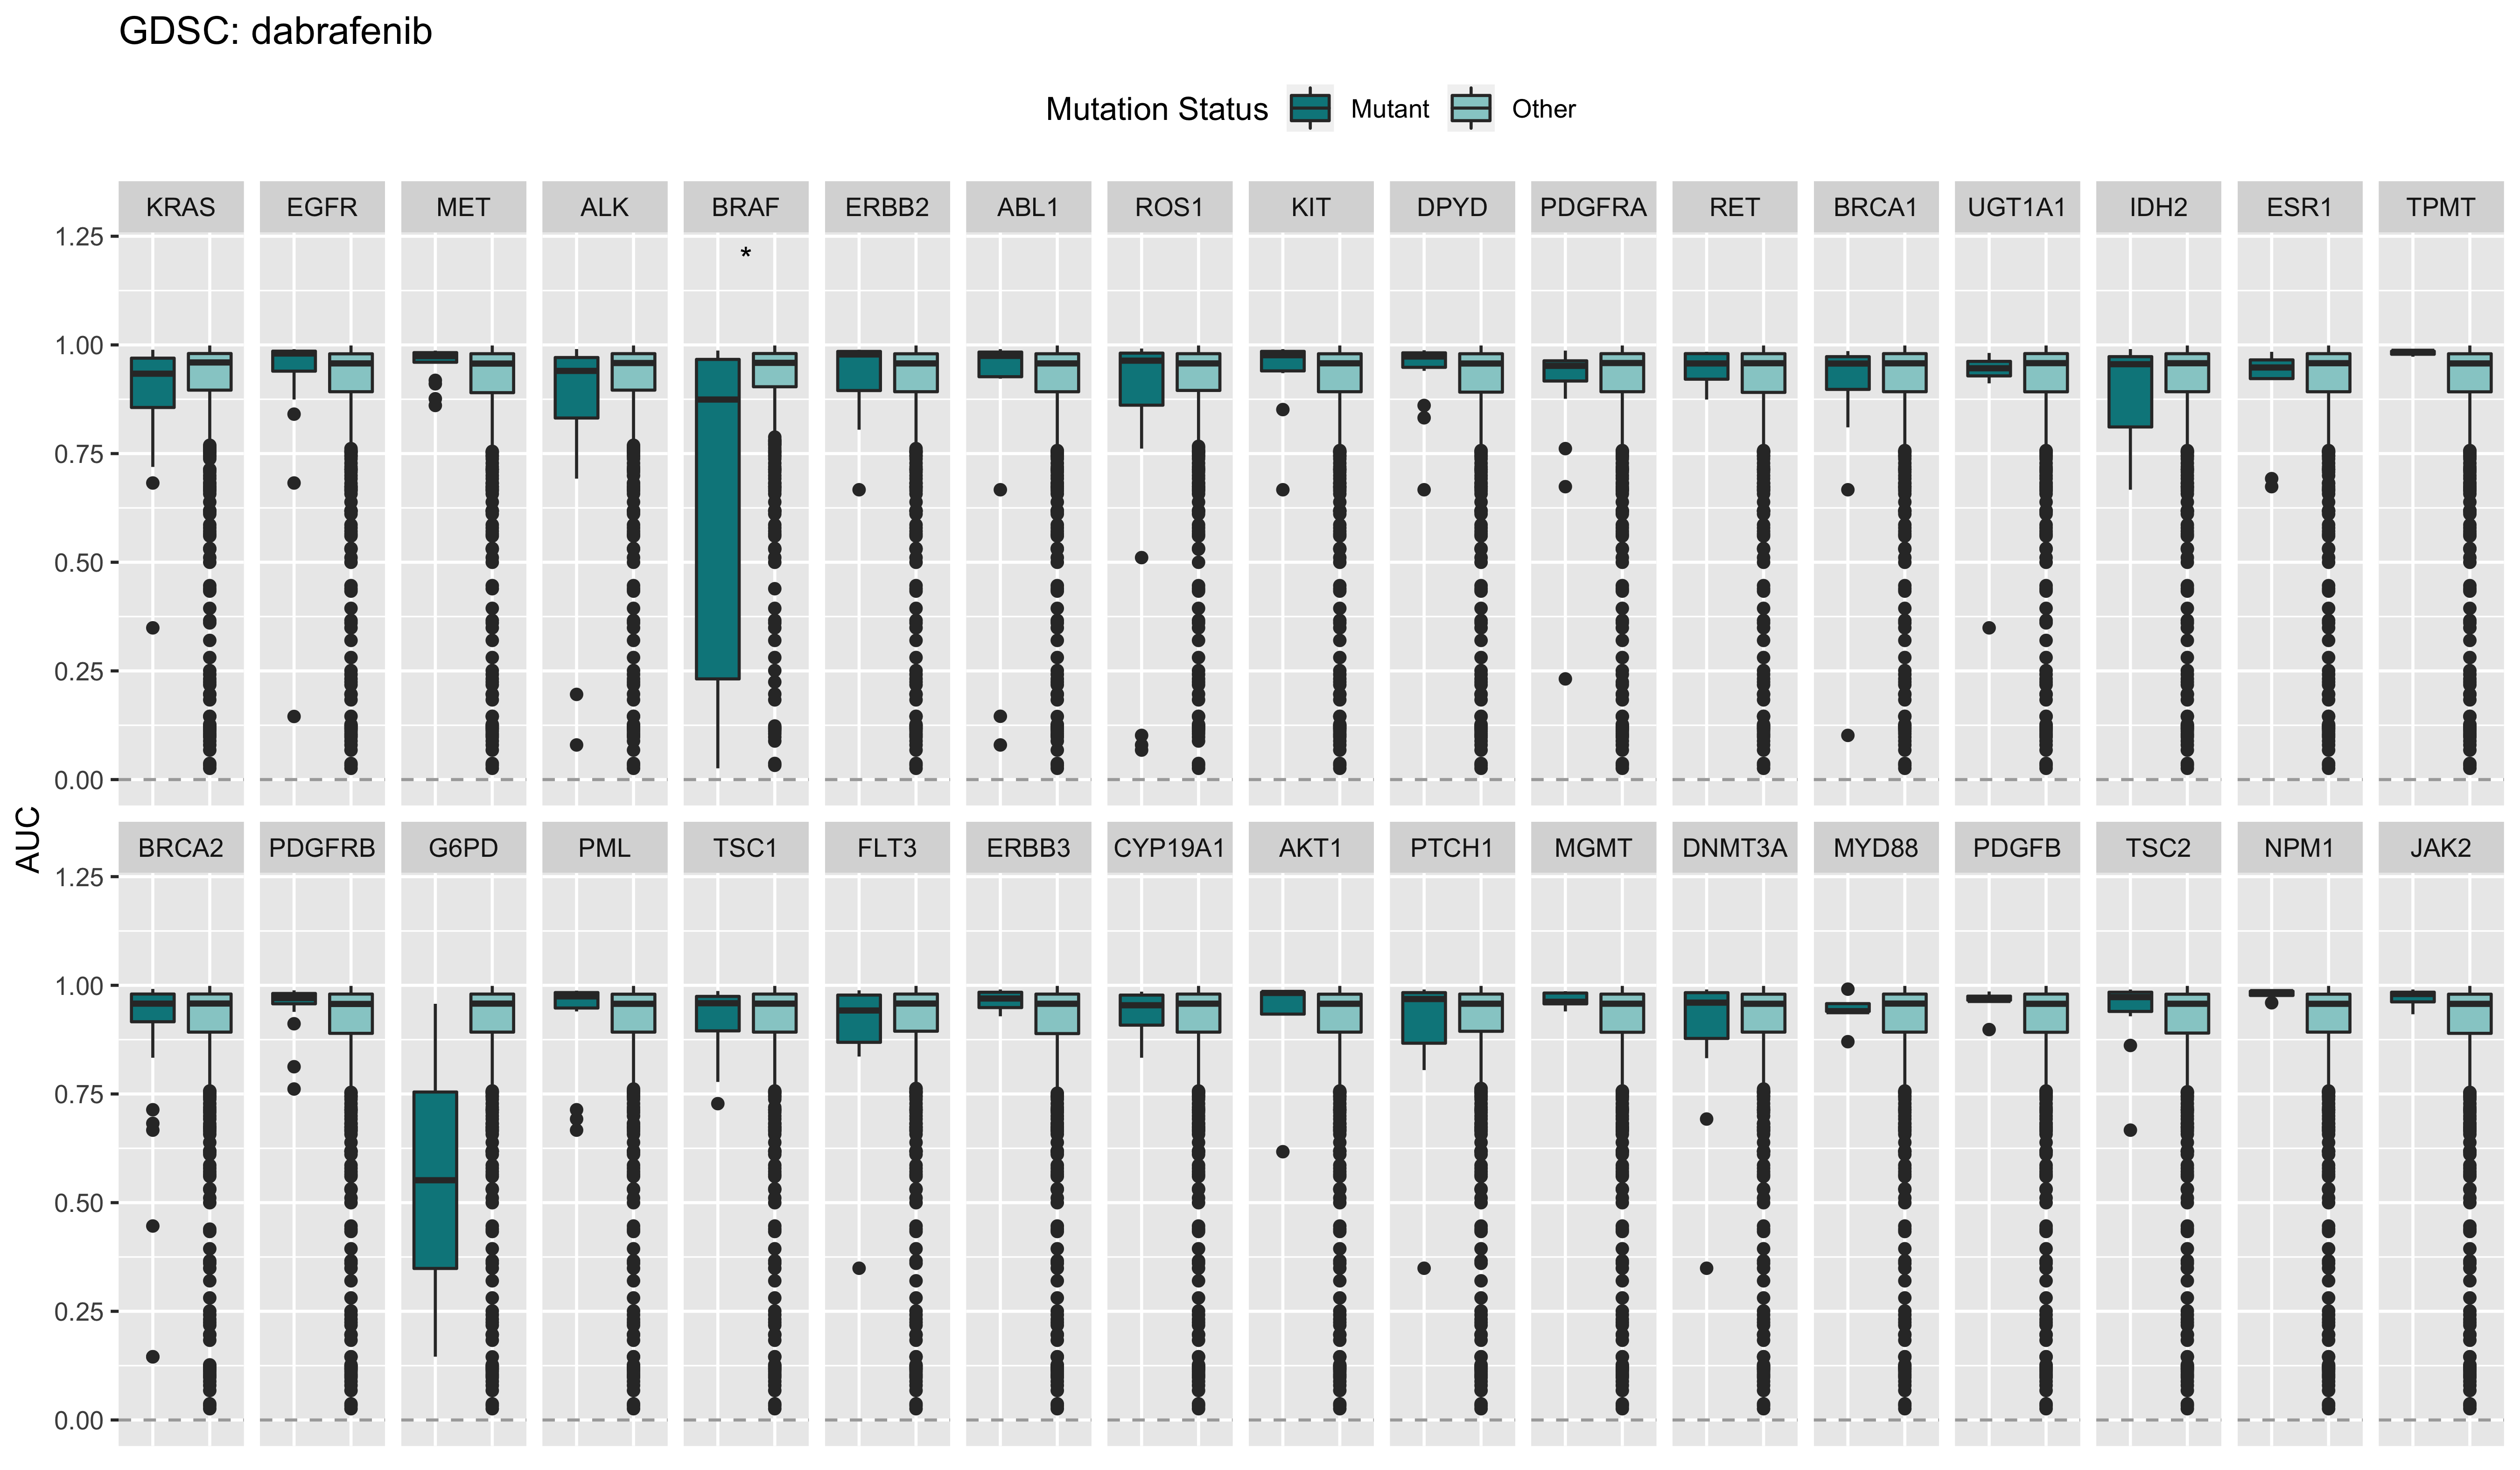 GDSC: dabrafenib
Mutation Status Mutant Other
KRAS EGFR MET ALK BRAF ERBB2 ABL1 ROS1 KIT DPYD PDGFRA RET BRCA1 UGT1A1 IDH2 ESR1 TPMT
1.25
*
1.00
0.75
0.50
0.25
0.00
AUC
BRCA2 PDGFRB G6PD PML TSC1 FLT3 ERBB3 CYP19A1 AKT1 PTCH1 MGMT DNMT3A MYD88 PDGFB TSC2 NPM1 JAK2
1.25
1.00
0.75
0.50
0.25
0.00